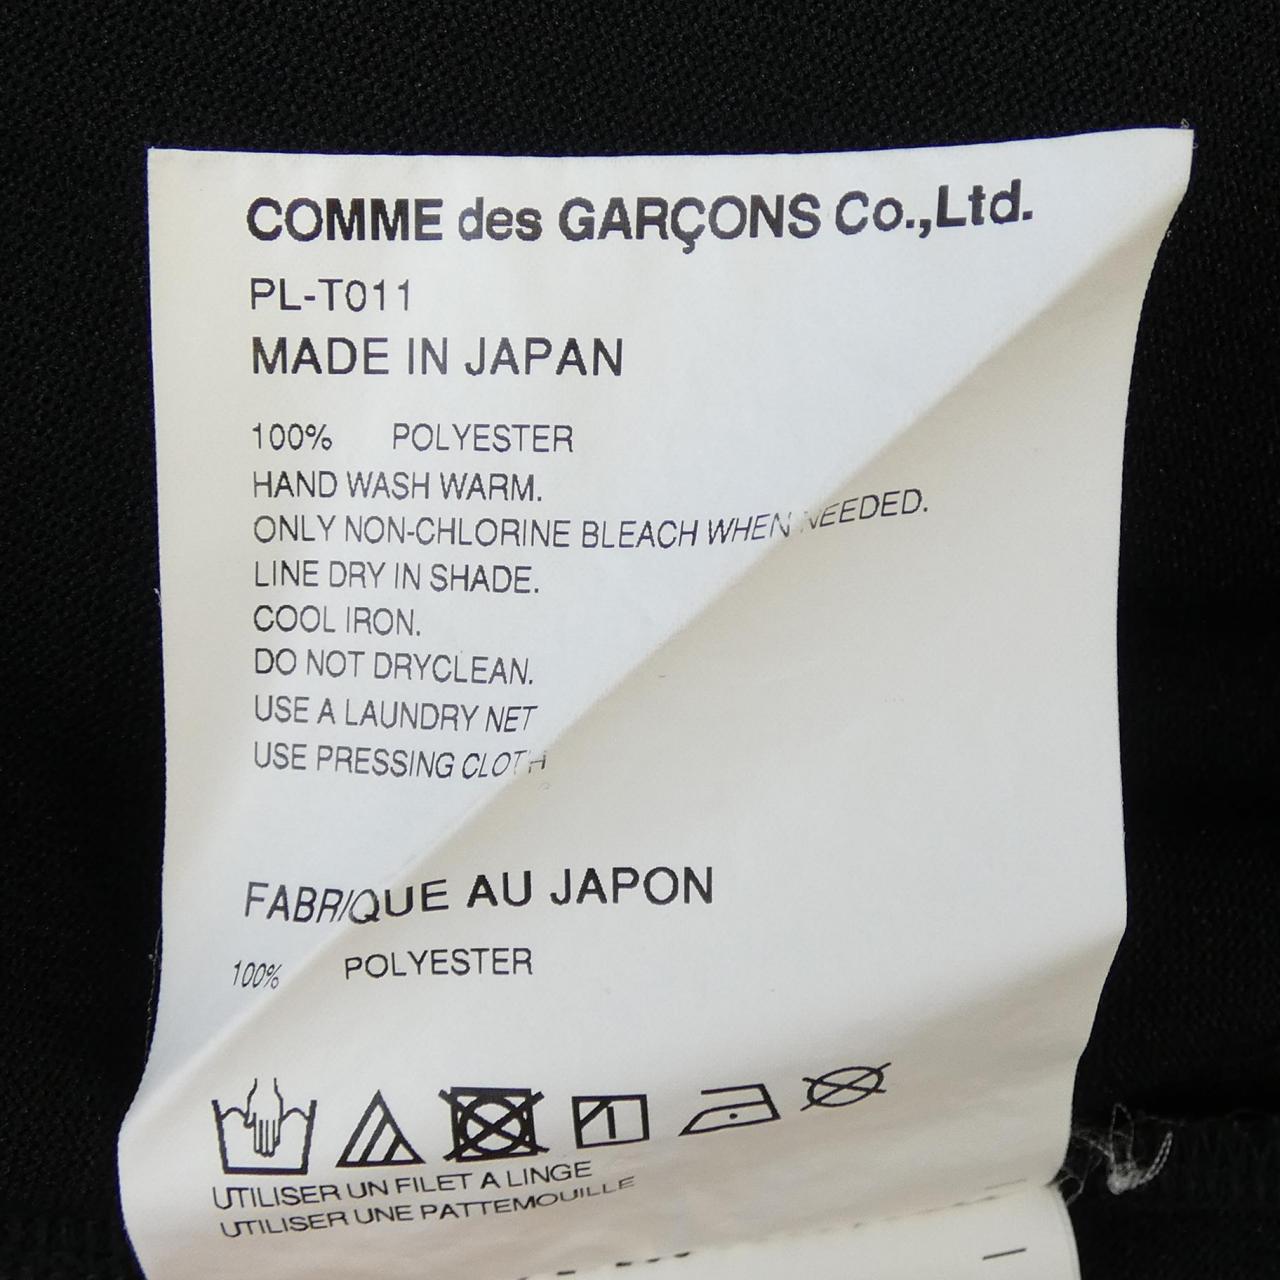 COMME des GARÇONS Co.,Ltd.
PL-T011
MADE IN JAPAN
100% POLYESTER
HAND WASH WARM.
ONLY NON-CHLORINE BLEACH WHEN NEEDED.
LINE DRY IN SHADE.
COOL IRON.
DO NOT DRYCLEAN.
USE A LAUNDRY NET
USE PRESSING CLOTH
FABRIQUE AU JAPON
100% POLYESTER
UTILISER UN FILET A LINGE
UTILISER UNE PATTEMOUILLE